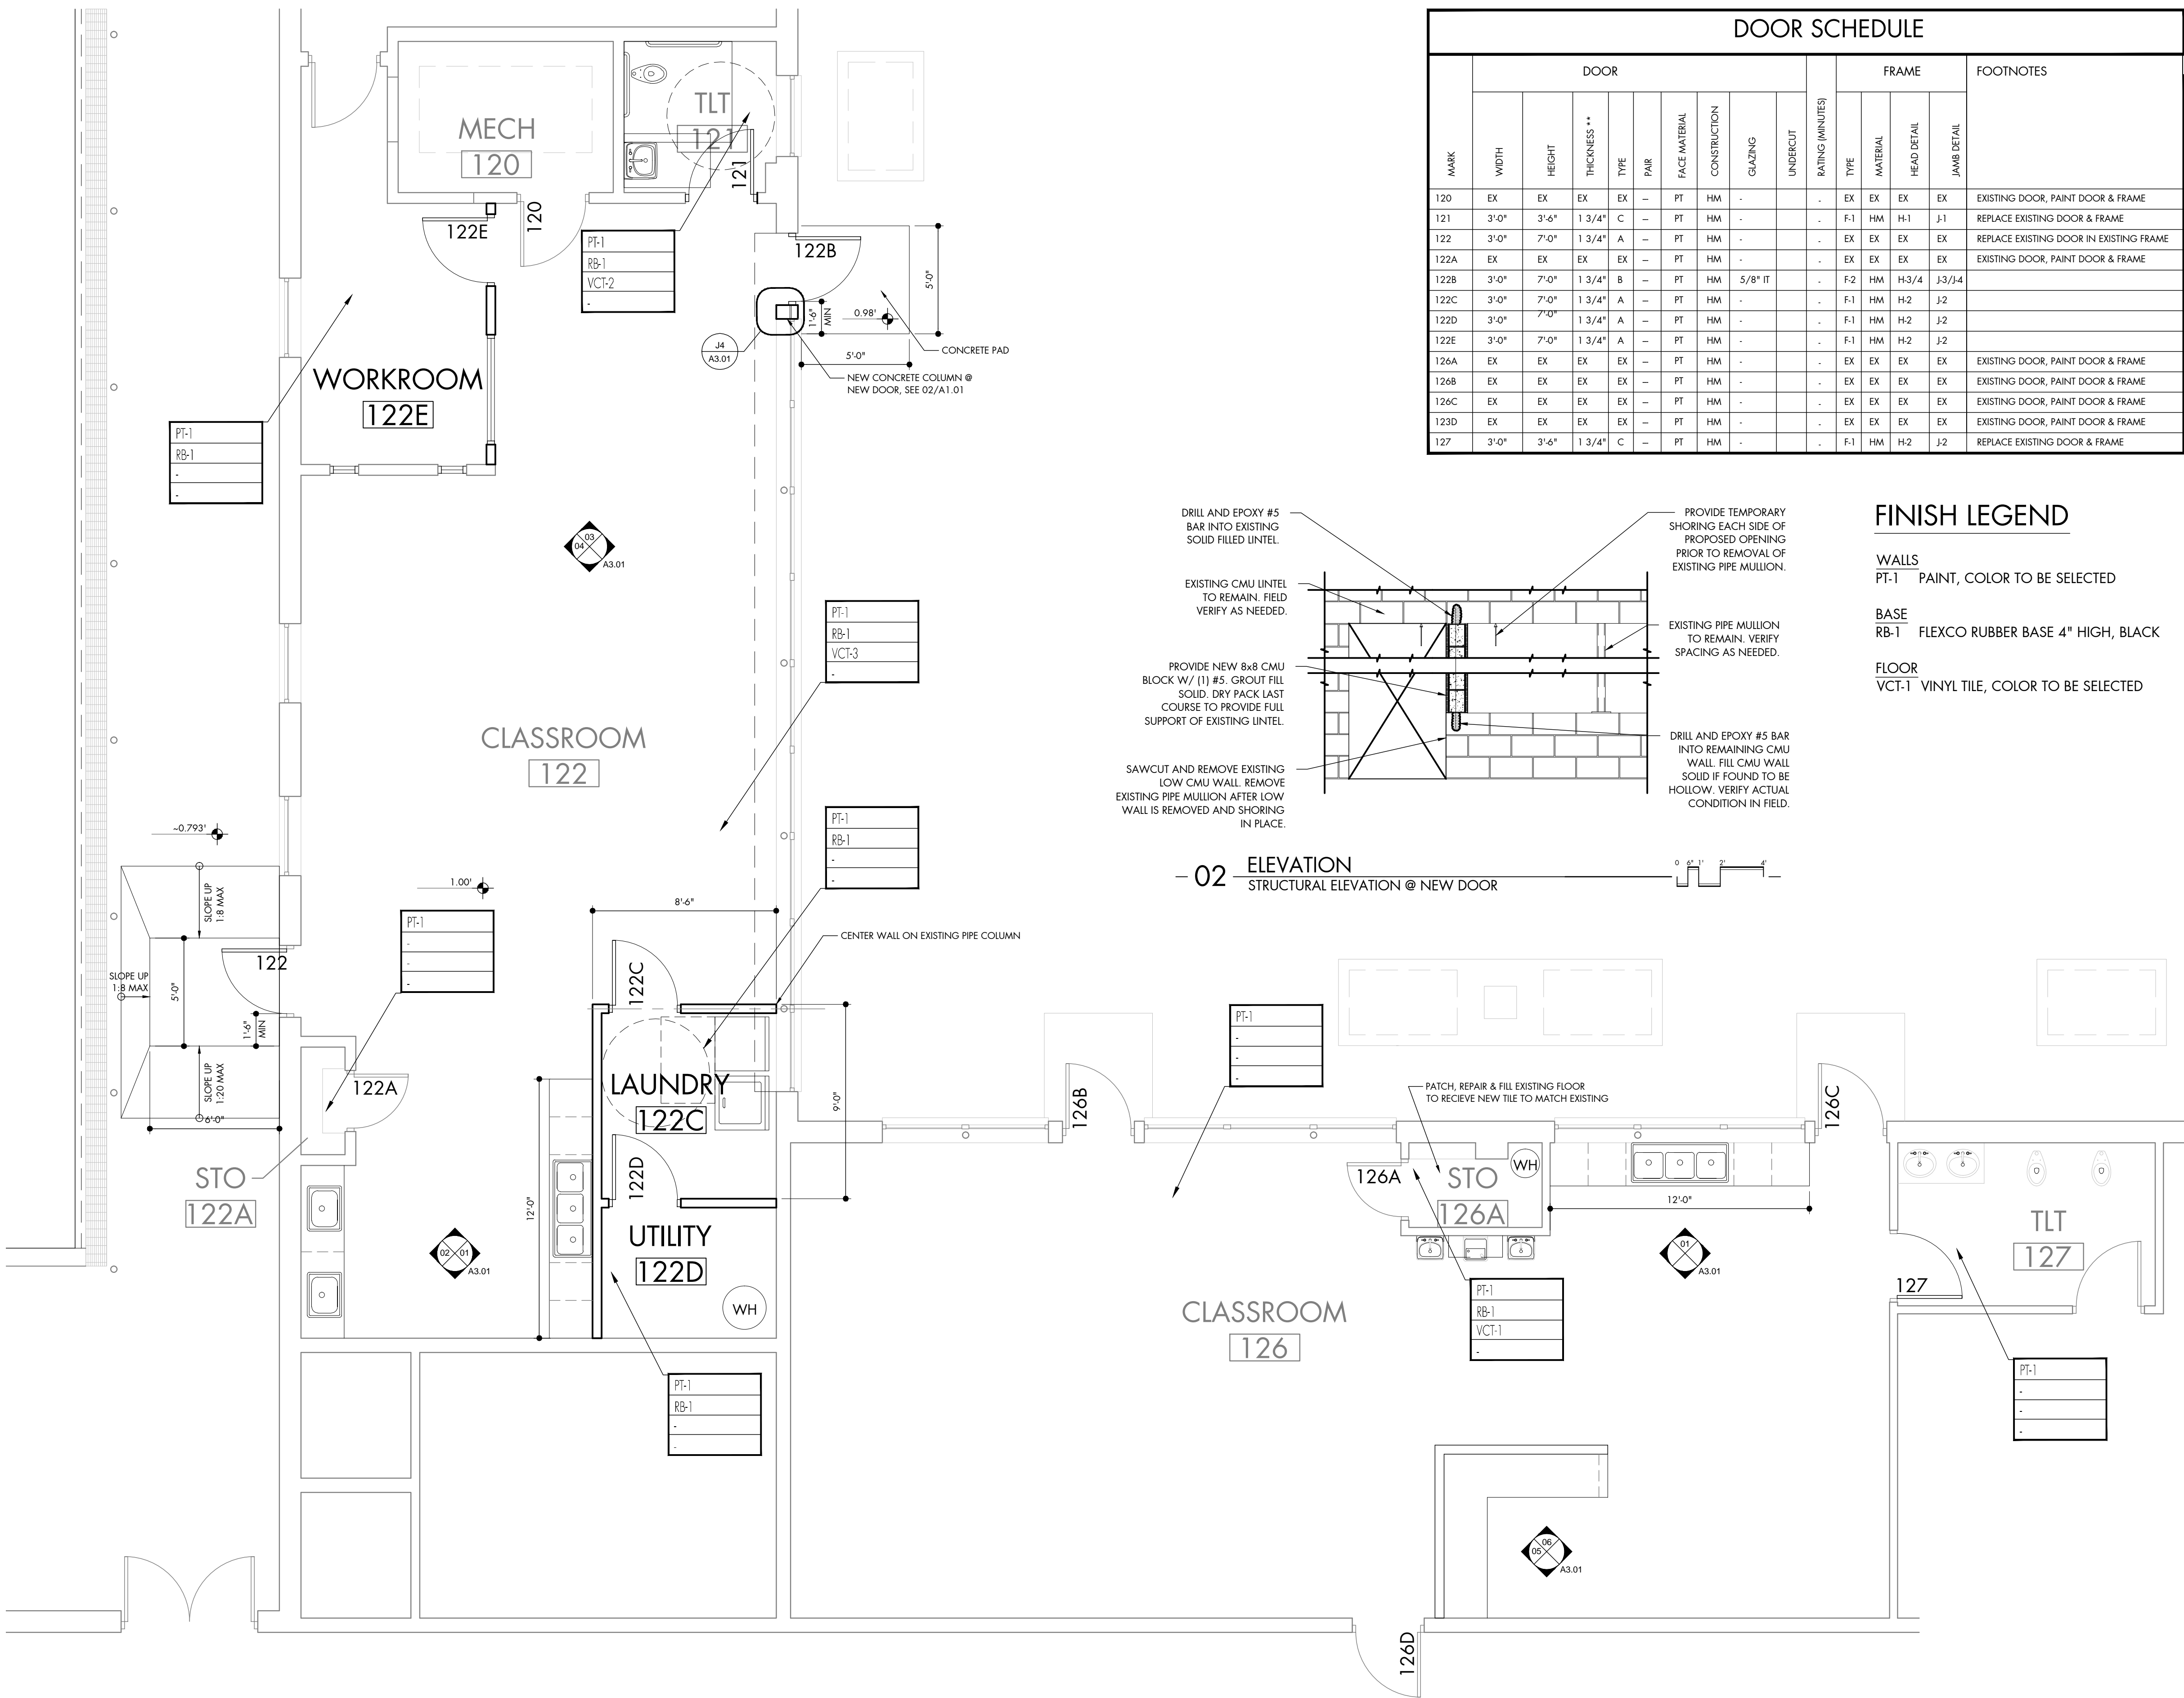 DOOR SCHEDULE
MARK
DOOR
WIDTH
HEIGHT
THICKNESS **
TYPE
PAIR
FACE MATERIAL
CONSTRUCTION
GLAZING
UNDERCUT
RATING (MINUTES)
FRAME
TYPE
MATERIAL
HEAD DETAIL
JAMB DETAIL
FOOTNOTES
120 EX EX EX EX – PT HM - - EX EX EX EX EXISTING DOOR, PAINT DOOR & FRAME
121 3'-0" 3'-6" 1 3/4" C – PT HM - - F-1 HM H-1 J-1 REPLACE EXISTING DOOR & FRAME
122 3'-0" 7'-0" 1 3/4" A – PT HM - - EX EX EX EX REPLACE EXISTING DOOR IN EXISTING FRAME
122A EX EX EX EX – PT HM - - EX EX EX EX EXISTING DOOR, PAINT DOOR & FRAME
122B 3'-0" 7'-0" 1 3/4" B – PT HM 5/8" IT - F-2 HM H-3/4 J-3/J-4
122C 3'-0" 7'-0" 1 3/4" A – PT HM - - F-1 HM H-2 J-2
122D 3'-0" 7'-0" 1 3/4" A – PT HM - - F-1 HM H-2 J-2
122E 3'-0" 7'-0" 1 3/4" A – PT HM - - F-1 HM H-2 J-2
126A EX EX EX EX – PT HM - - EX EX EX EX EXISTING DOOR, PAINT DOOR & FRAME
126B EX EX EX EX – PT HM - - EX EX EX EX EXISTING DOOR, PAINT DOOR & FRAME
126C EX EX EX EX – PT HM - - EX EX EX EX EXISTING DOOR, PAINT DOOR & FRAME
123D EX EX EX EX – PT HM - - EX EX EX EX EXISTING DOOR, PAINT DOOR & FRAME
127 3'-0" 3'-6" 1 3/4" C – PT HM - - F-1 HM H-2 J-2 REPLACE EXISTING DOOR & FRAME
MECH
120
TLT
121
121
120
122E
122B
PT-1
RB-1
VCT-2
-
5'-0"
1'-6"
MIN
0.98'
J4
A3.01
5'-0"
CONCRETE PAD
NEW CONCRETE COLUMN @
NEW DOOR, SEE 02/A1.01
WORKROOM
122E
PT-1
RB-1
-
-
03
04
A3.01
PT-1
RB-1
VCT-3
-
CLASSROOM
122
PT-1
RB-1
-
-
~0.793'
1.00'
SLOPE UP
1:8 MAX
PT-1
-
-
-
8'-6"
CENTER WALL ON EXISTING PIPE COLUMN
122
SLOPE UP
1:8 MAX
5'-0"
1'-6"
MIN
SLOPE UP
1:20 MAX
6'-0"
122C
122A
LAUNDRY
122C
9'-0"
122D
STO
122A
12'-0"
UTILITY
122D
WH
02
01
A3.01
PT-1
RB-1
-
-
DRILL AND EPOXY #5
BAR INTO EXISTING
SOLID FILLED LINTEL.
EXISTING CMU LINTEL
TO REMAIN. FIELD
VERIFY AS NEEDED.
PROVIDE NEW 8x8 CMU
BLOCK W/ (1) #5. GROUT FILL
SOLID. DRY PACK LAST
COURSE TO PROVIDE FULL
SUPPORT OF EXISTING LINTEL.
SAWCUT AND REMOVE EXISTING
LOW CMU WALL. REMOVE
EXISTING PIPE MULLION AFTER LOW
WALL IS REMOVED AND SHORING
IN PLACE.
PROVIDE TEMPORARY
SHORING EACH SIDE OF
PROPOSED OPENING
PRIOR TO REMOVAL OF
EXISTING PIPE MULLION.
EXISTING PIPE MULLION
TO REMAIN. VERIFY
SPACING AS NEEDED.
DRILL AND EPOXY #5 BAR
INTO REMAINING CMU
WALL. FILL CMU WALL
SOLID IF FOUND TO BE
HOLLOW. VERIFY ACTUAL
CONDITION IN FIELD.
02
ELEVATION
STRUCTURAL ELEVATION @ NEW DOOR
0 6" 1' 2' 4'
FINISH LEGEND
WALLS
PT-1 PAINT, COLOR TO BE SELECTED
BASE
RB-1 FLEXCO RUBBER BASE 4" HIGH, BLACK
FLOOR
VCT-1 VINYL TILE, COLOR TO BE SELECTED
PT-1
-
-
-
126B
PATCH, REPAIR & FILL EXISTING FLOOR
TO RECIEVE NEW TILE TO MATCH EXISTING
126C
126A
STO
126A
WH
12'-0"
TLT
127
127
01
A3.01
CLASSROOM
126
PT-1
RB-1
VCT-1
-
PT-1
-
-
-
06
05
A3.01
126D